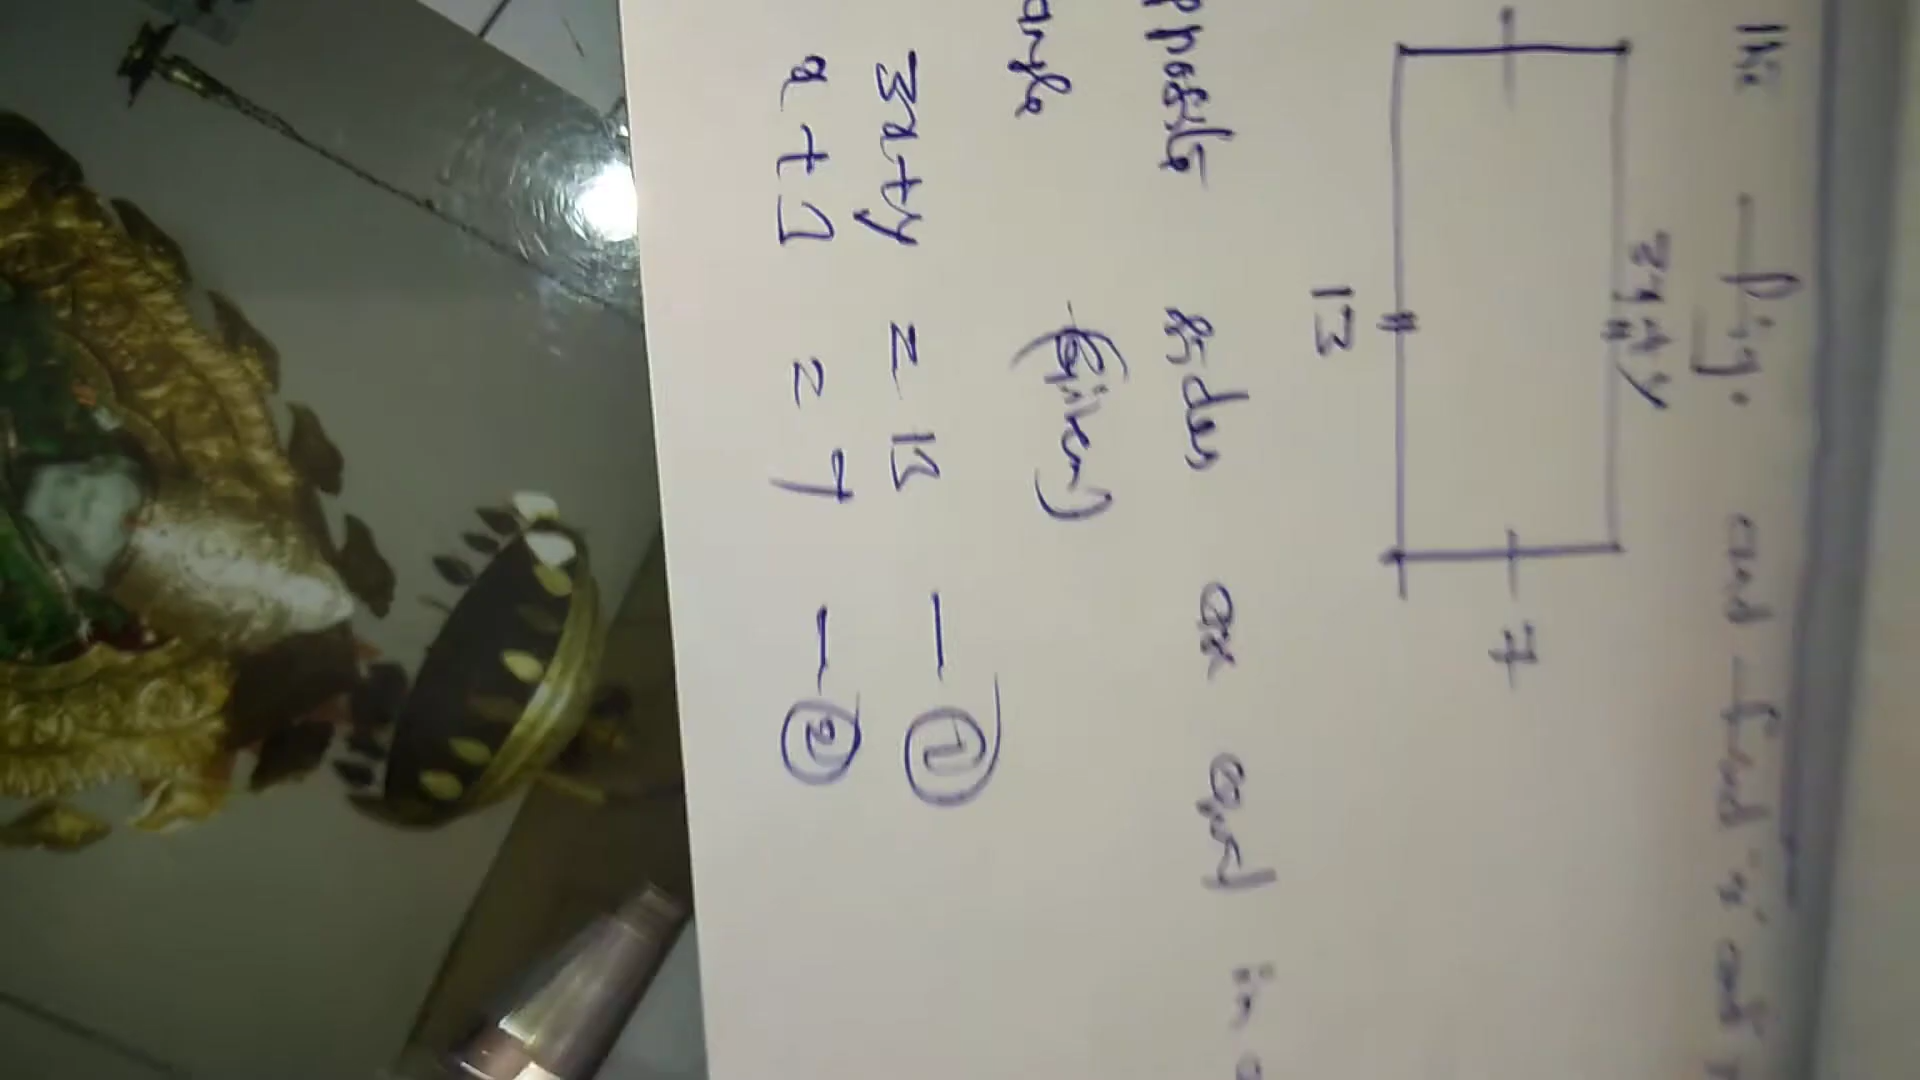 the fig. and find 'x' and
3x+y
7
13
opposite sides are equal in a
angle (Given)
3x+y = 13 — ①
x + 3 = 7 — ②